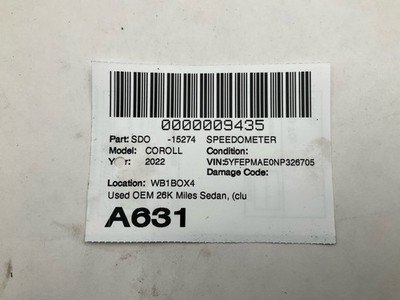 0000009435
Part: SDO -15274 SPEEDOMETER
Model: COROLL Condition:
Year: 2022 VIN:5YFEPMAE0NP326705
Damage Code:
Location: WB1BOX4
Used OEM 26K Miles Sedan, (clu
A631